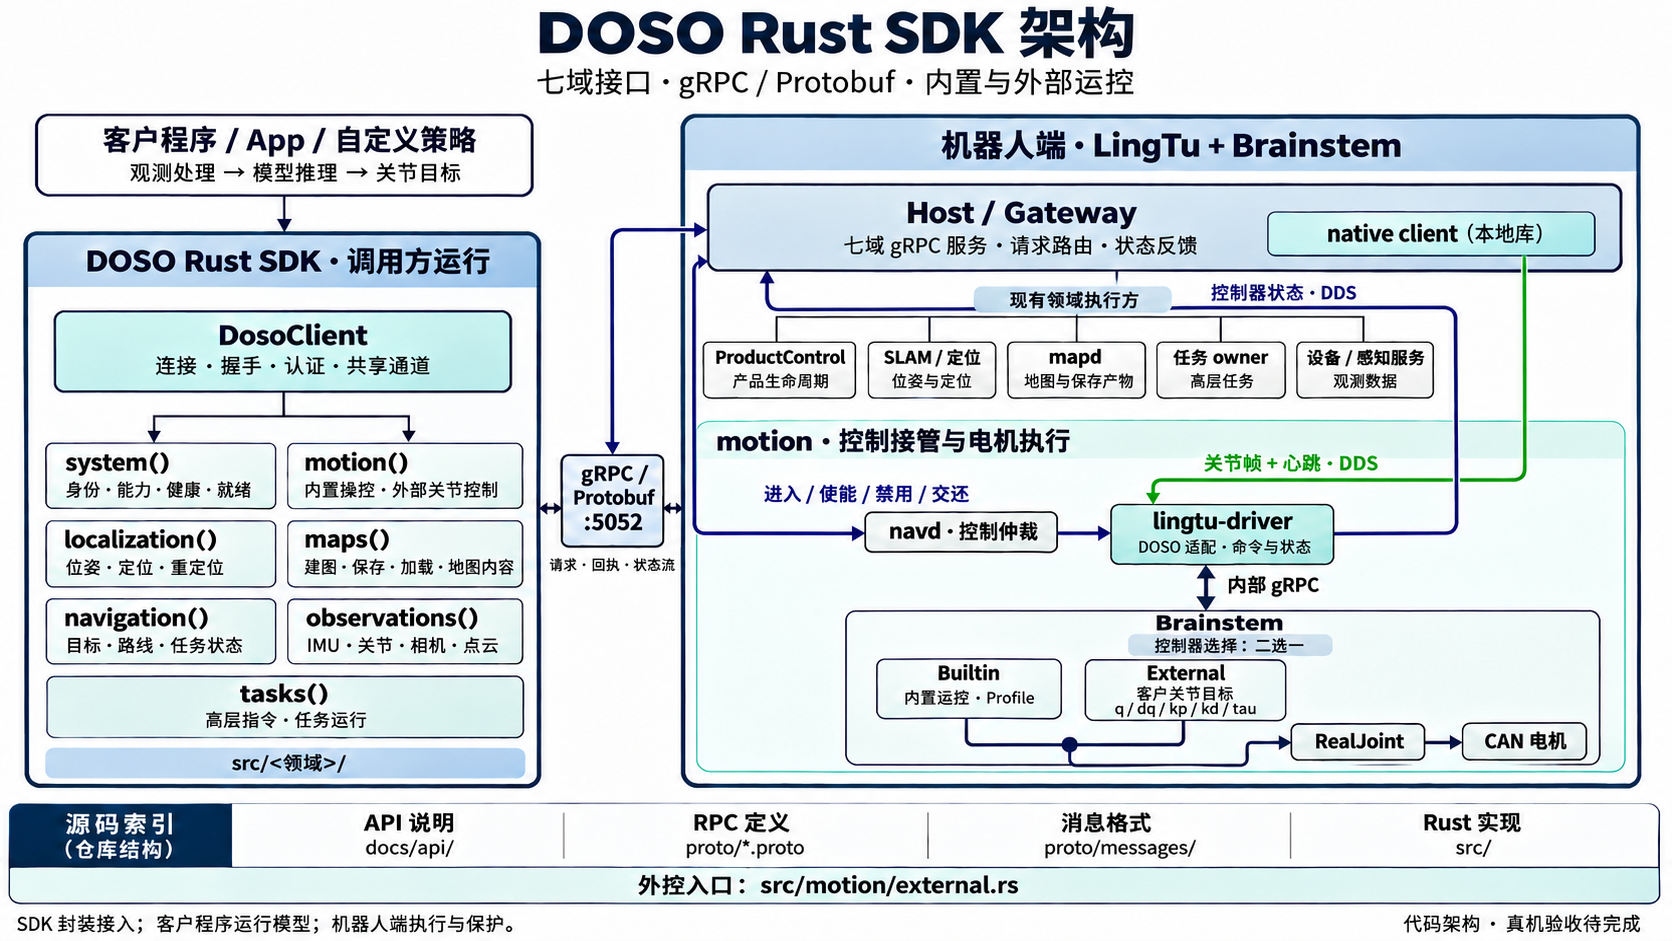 DOSO Rust SDK 架构
七域接口・gRPC / Protobuf・内置与外部运控
客户程序 / App / 自定义策略
观测处理 → 模型推理 → 关节目标
DOSO Rust SDK・调用方运行
DosoClient
连接・握手・认证・共享通道
system()
身份・能力・健康・就绪
motion()
内置操控・外部关节控制
localization()
位姿・定位・重定位
maps()
建图・保存・加载・地图内容
navigation()
目标・路线・任务状态
observations()
IMU・关节・相机・点云
tasks()
高层指令・任务运行
src/<领域>/
gRPC /
Protobuf
:5052
请求・回执・状态流
机器人端・LingTu + Brainstem
Host / Gateway
七域 gRPC 服务・请求路由・状态反馈
native client（本地库）
现有领域执行方
控制器状态・DDS
ProductControl
产品生命周期
SLAM / 定位
位姿与定位
mapd
地图与保存产物
任务 owner
高层任务
设备 / 感知服务
观测数据
motion・控制接管与电机执行
关节帧 + 心跳・DDS
进入 / 使能 / 禁用 / 交还
navd・控制仲裁
lingtu-driver
DOSO 适配・命令与状态
内部 gRPC
Brainstem
控制器选择：二选一
Builtin
内置运控・Profile
External
客户关节目标
q / dq / kp / kd / tau
RealJoint
CAN 电机
源码索引
（仓库结构）
API 说明
docs/api/
RPC 定义
proto/*.proto
消息格式
proto/messages/
Rust 实现
src/
外控入口：src/motion/external.rs
SDK 封装接入；客户程序运行模型；机器人端执行与保护。
代码架构・真机验收待完成